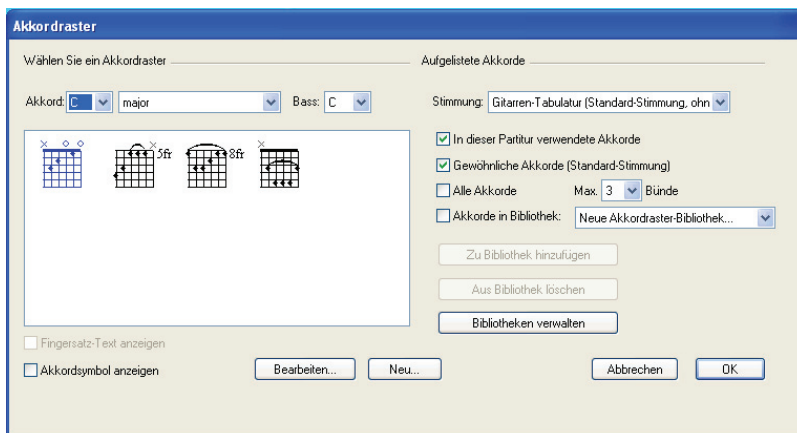 Akkordraster
Wählen Sie ein Akkordraster
Akkord: C major Bass: C
5fr 8fr
Fingersatz-Text anzeigen
Akkordsymbol anzeigen
Bearbeiten... Neu...
Aufgelistete Akkorde
Stimmung: Gitarren-Tabulatur (Standard-Stimmung, ohn
In dieser Partitur verwendete Akkorde
Gewöhnliche Akkorde (Standard-Stimmung)
Alle Akkorde Max. 3 Bünde
Akkorde in Bibliothek: Neue Akkordraster-Bibliothek...
Zu Bibliothek hinzufügen
Aus Bibliothek löschen
Bibliotheken verwalten
Abbrechen OK